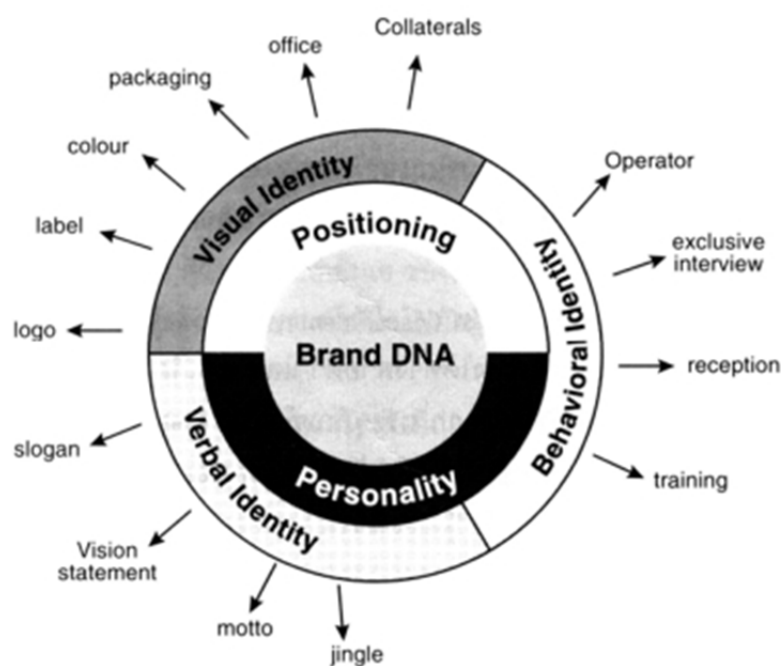 Collaterals
office
packaging
colour
label
logo
slogan
Vision
statement
motto
jingle
Operator
exclusive
interview
reception
training
Visual Identity
Behavioral Identity
Verbal Identity
Positioning
Brand DNA
Personality